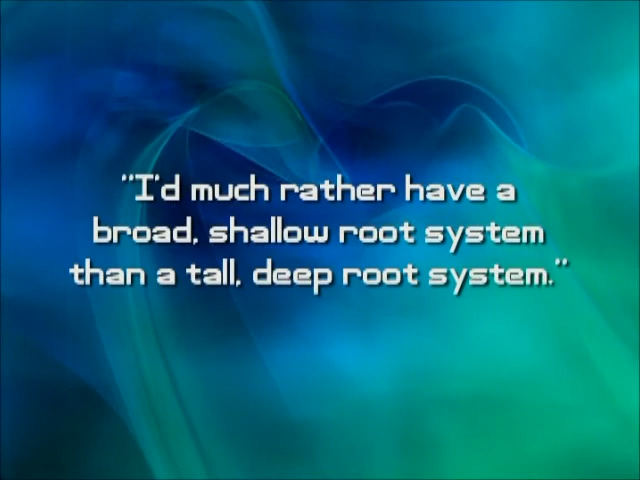 "I'd much rather have a
broad, shallow root system
than a tall, deep root system."